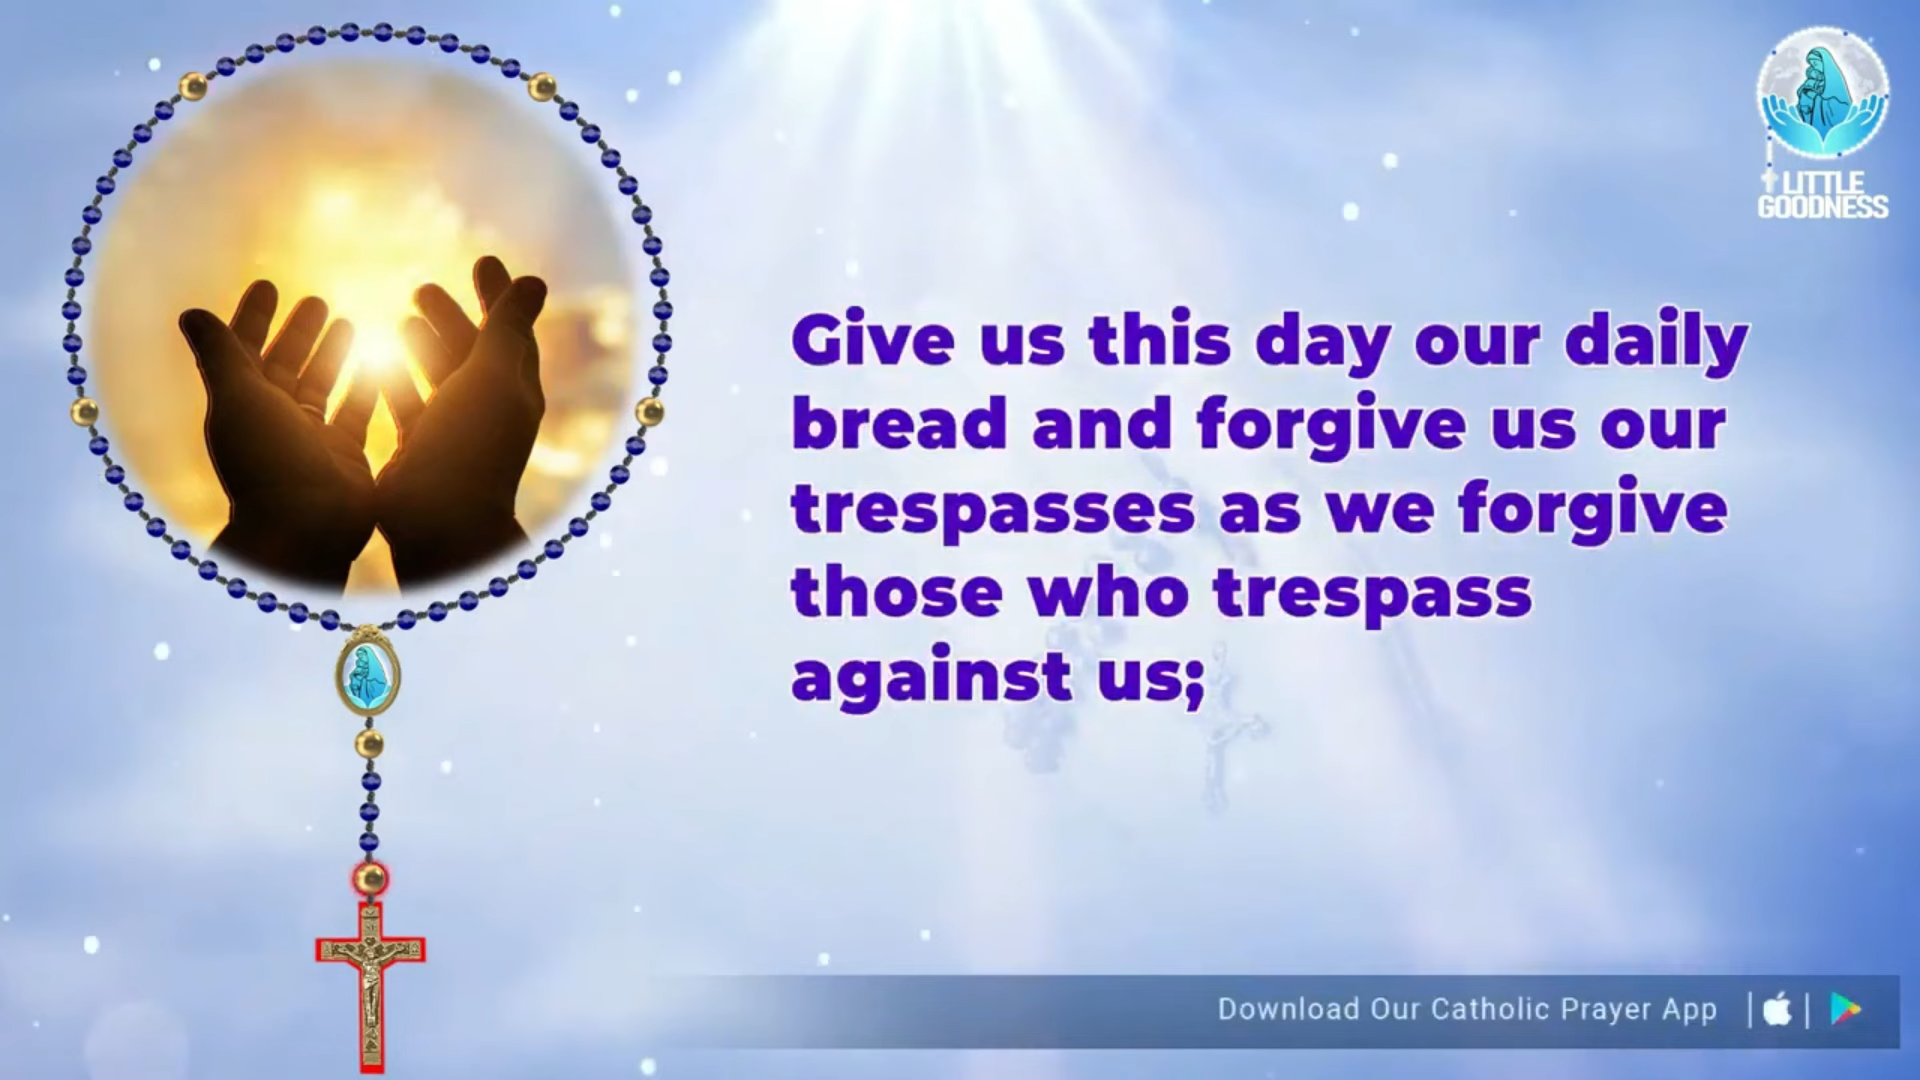 LITTLE
GOODNESS
Give us this day our daily
bread and forgive us our
trespasses as we forgive
those who trespass
against us;
Download Our Catholic Prayer App